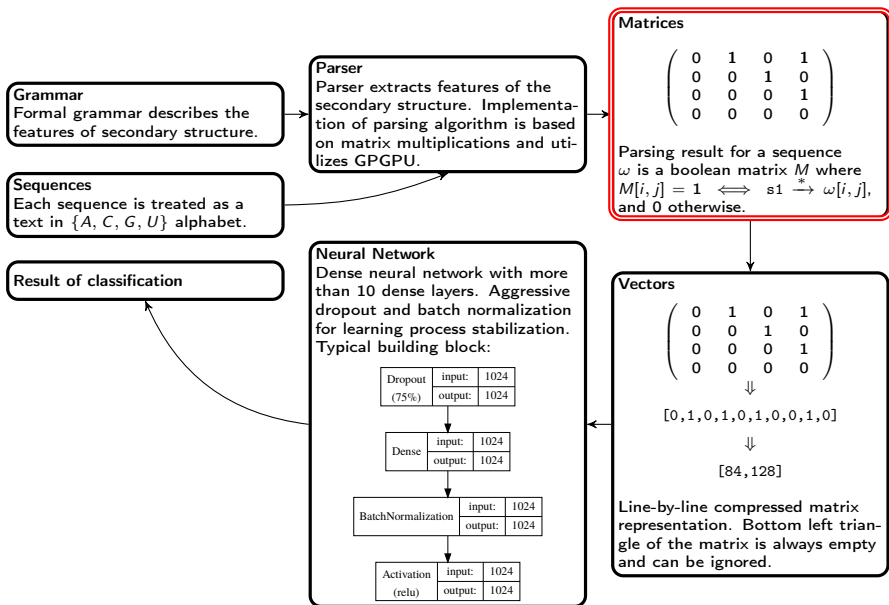 Grammar
Formal grammar describes the
features of secondary structure.
Sequences
Each sequence is treated as a
text in {A, C, G, U} alphabet.
Parser
Parser extracts features of the
secondary structure. Implementa-
tion of parsing algorithm is based
on matrix multiplications and uti-
lizes GPGPU.
Matrices
0 1 0 1
0 0 1 0
0 0 0 1
0 0 0 0
Parsing result for a sequence
ω is a boolean matrix M where
M[i, j] = 1 ⟺ s1 →* ω[i, j],
and 0 otherwise.
Vectors
0 1 0 1
0 0 1 0
0 0 0 1
0 0 0 0
⇓
[0,1,0,1,0,1,0,0,1,0]
⇓
[84,128]
Line-by-line compressed matrix
representation. Bottom left trian-
gle of the matrix is always empty
and can be ignored.
Neural Network
Dense neural network with more
than 10 dense layers. Aggressive
dropout and batch normalization
for learning process stabilization.
Typical building block:
Dropout
(75%)
input: 1024
output: 1024
Dense
input: 1024
output: 1024
BatchNormalization
input: 1024
output: 1024
Activation
(relu)
input: 1024
output: 1024
Result of classification